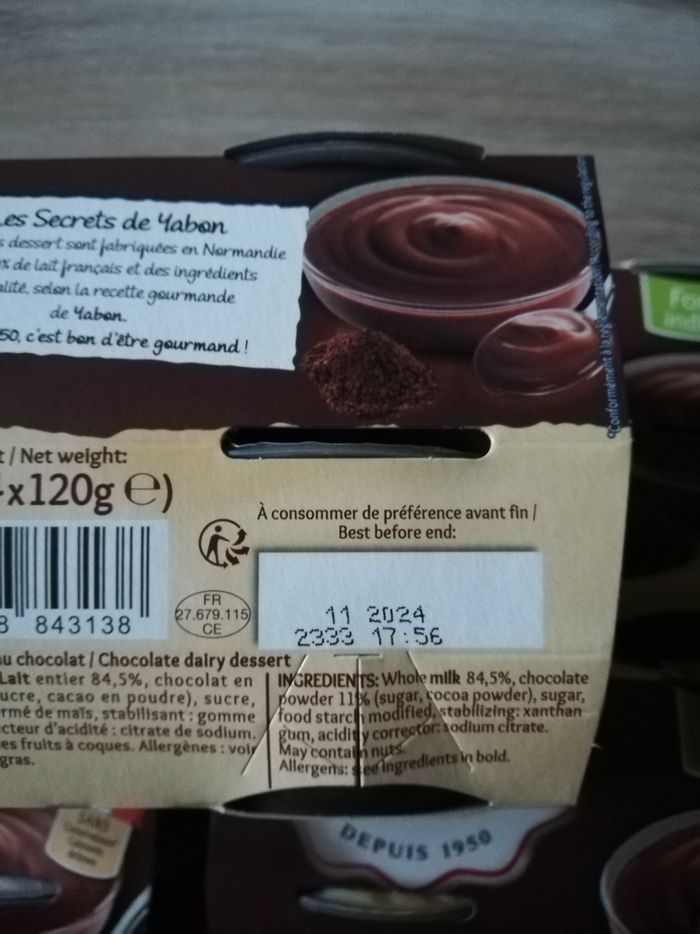 Les Secrets de Yabon
dessert sont fabriquées en Normandie
de lait français et des ingrédients
selon la recette gourmande
de Yabon.
50, c'est bon d'être gourmand !
°Conformément à la
/ Net weight:
x120g ℮)
À consommer de préférence avant fin /
Best before end:
FR
27.679.115
CE
11 2024
2333 17:56
8 843138
au chocolat / Chocolate dairy dessert
Lait entier 84,5%, chocolat en
sucre, cacao en poudre), sucre,
de maïs, stabilisant : gomme
d'acidité : citrate de sodium.
fruits à coques. Allergènes : voir
gras.
INGREDIENTS: Whole milk 84,5%, chocolate
powder 11% (sugar, cocoa powder), sugar,
food starch modified, stabilizing: xanthan
gum, acidity corrector: sodium citrate.
May contain nuts.
Allergens: see ingredients in bold.
DEPUIS 1950